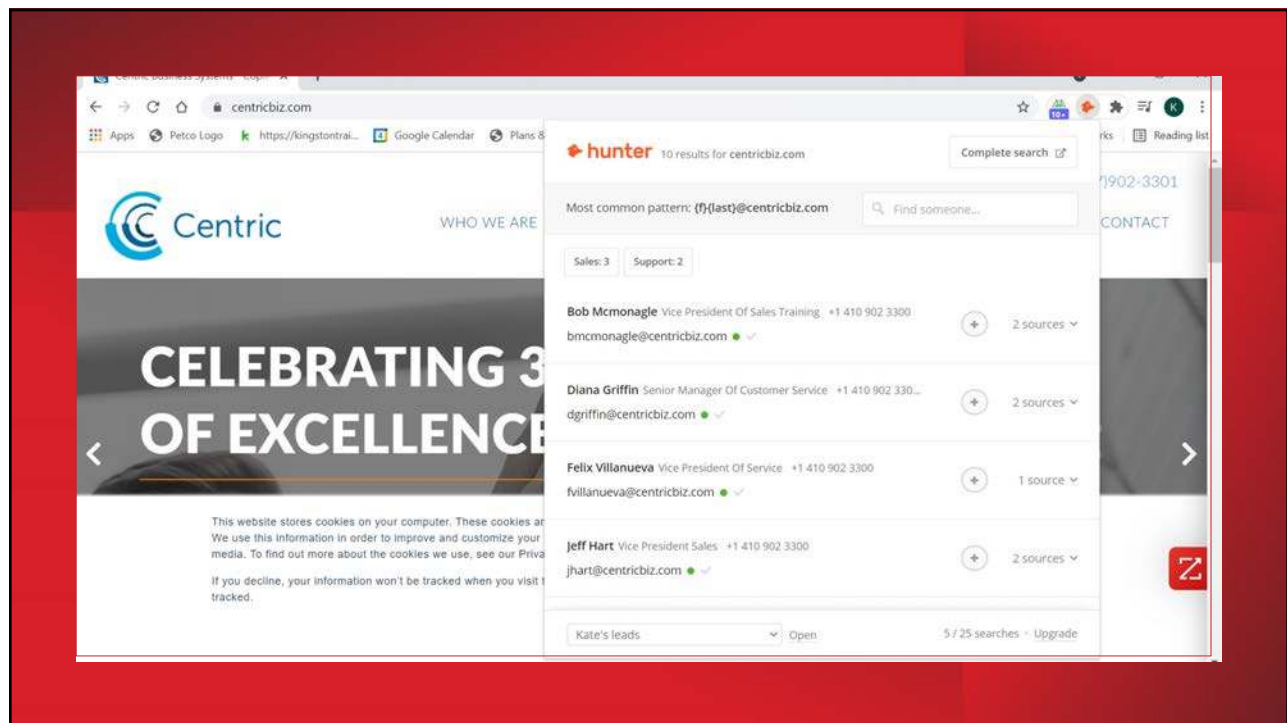 Centric Business Systems - Copi
centricbiz.com
10+
K
Apps Petco Logo https://kingstontrai... Google Calendar Plans &
rks Reading list
hunter 10 results for centricbiz.com
Complete search
)902-3301
Centric
WHO WE ARE
CONTACT
Most common pattern: {f}{last}@centricbiz.com
Find someone...
Sales: 3 Support: 2
Bob Mcmonagle Vice President Of Sales Training +1 410 902 3300
bmcmonagle@centricbiz.com
2 sources
CELEBRATING 3
OF EXCELLENCE
Diana Griffin Senior Manager Of Customer Service +1 410 902 330...
dgriffin@centricbiz.com
2 sources
Felix Villanueva Vice President Of Service +1 410 902 3300
fvillanueva@centricbiz.com
1 source
This website stores cookies on your computer. These cookies ar
We use this information in order to improve and customize your
media. To find out more about the cookies we use, see our Priva
If you decline, your information won't be tracked when you visit t
tracked.
Jeff Hart Vice President Sales +1 410 902 3300
jhart@centricbiz.com
2 sources
Z
Kate's leads
Open
5 / 25 searches · Upgrade